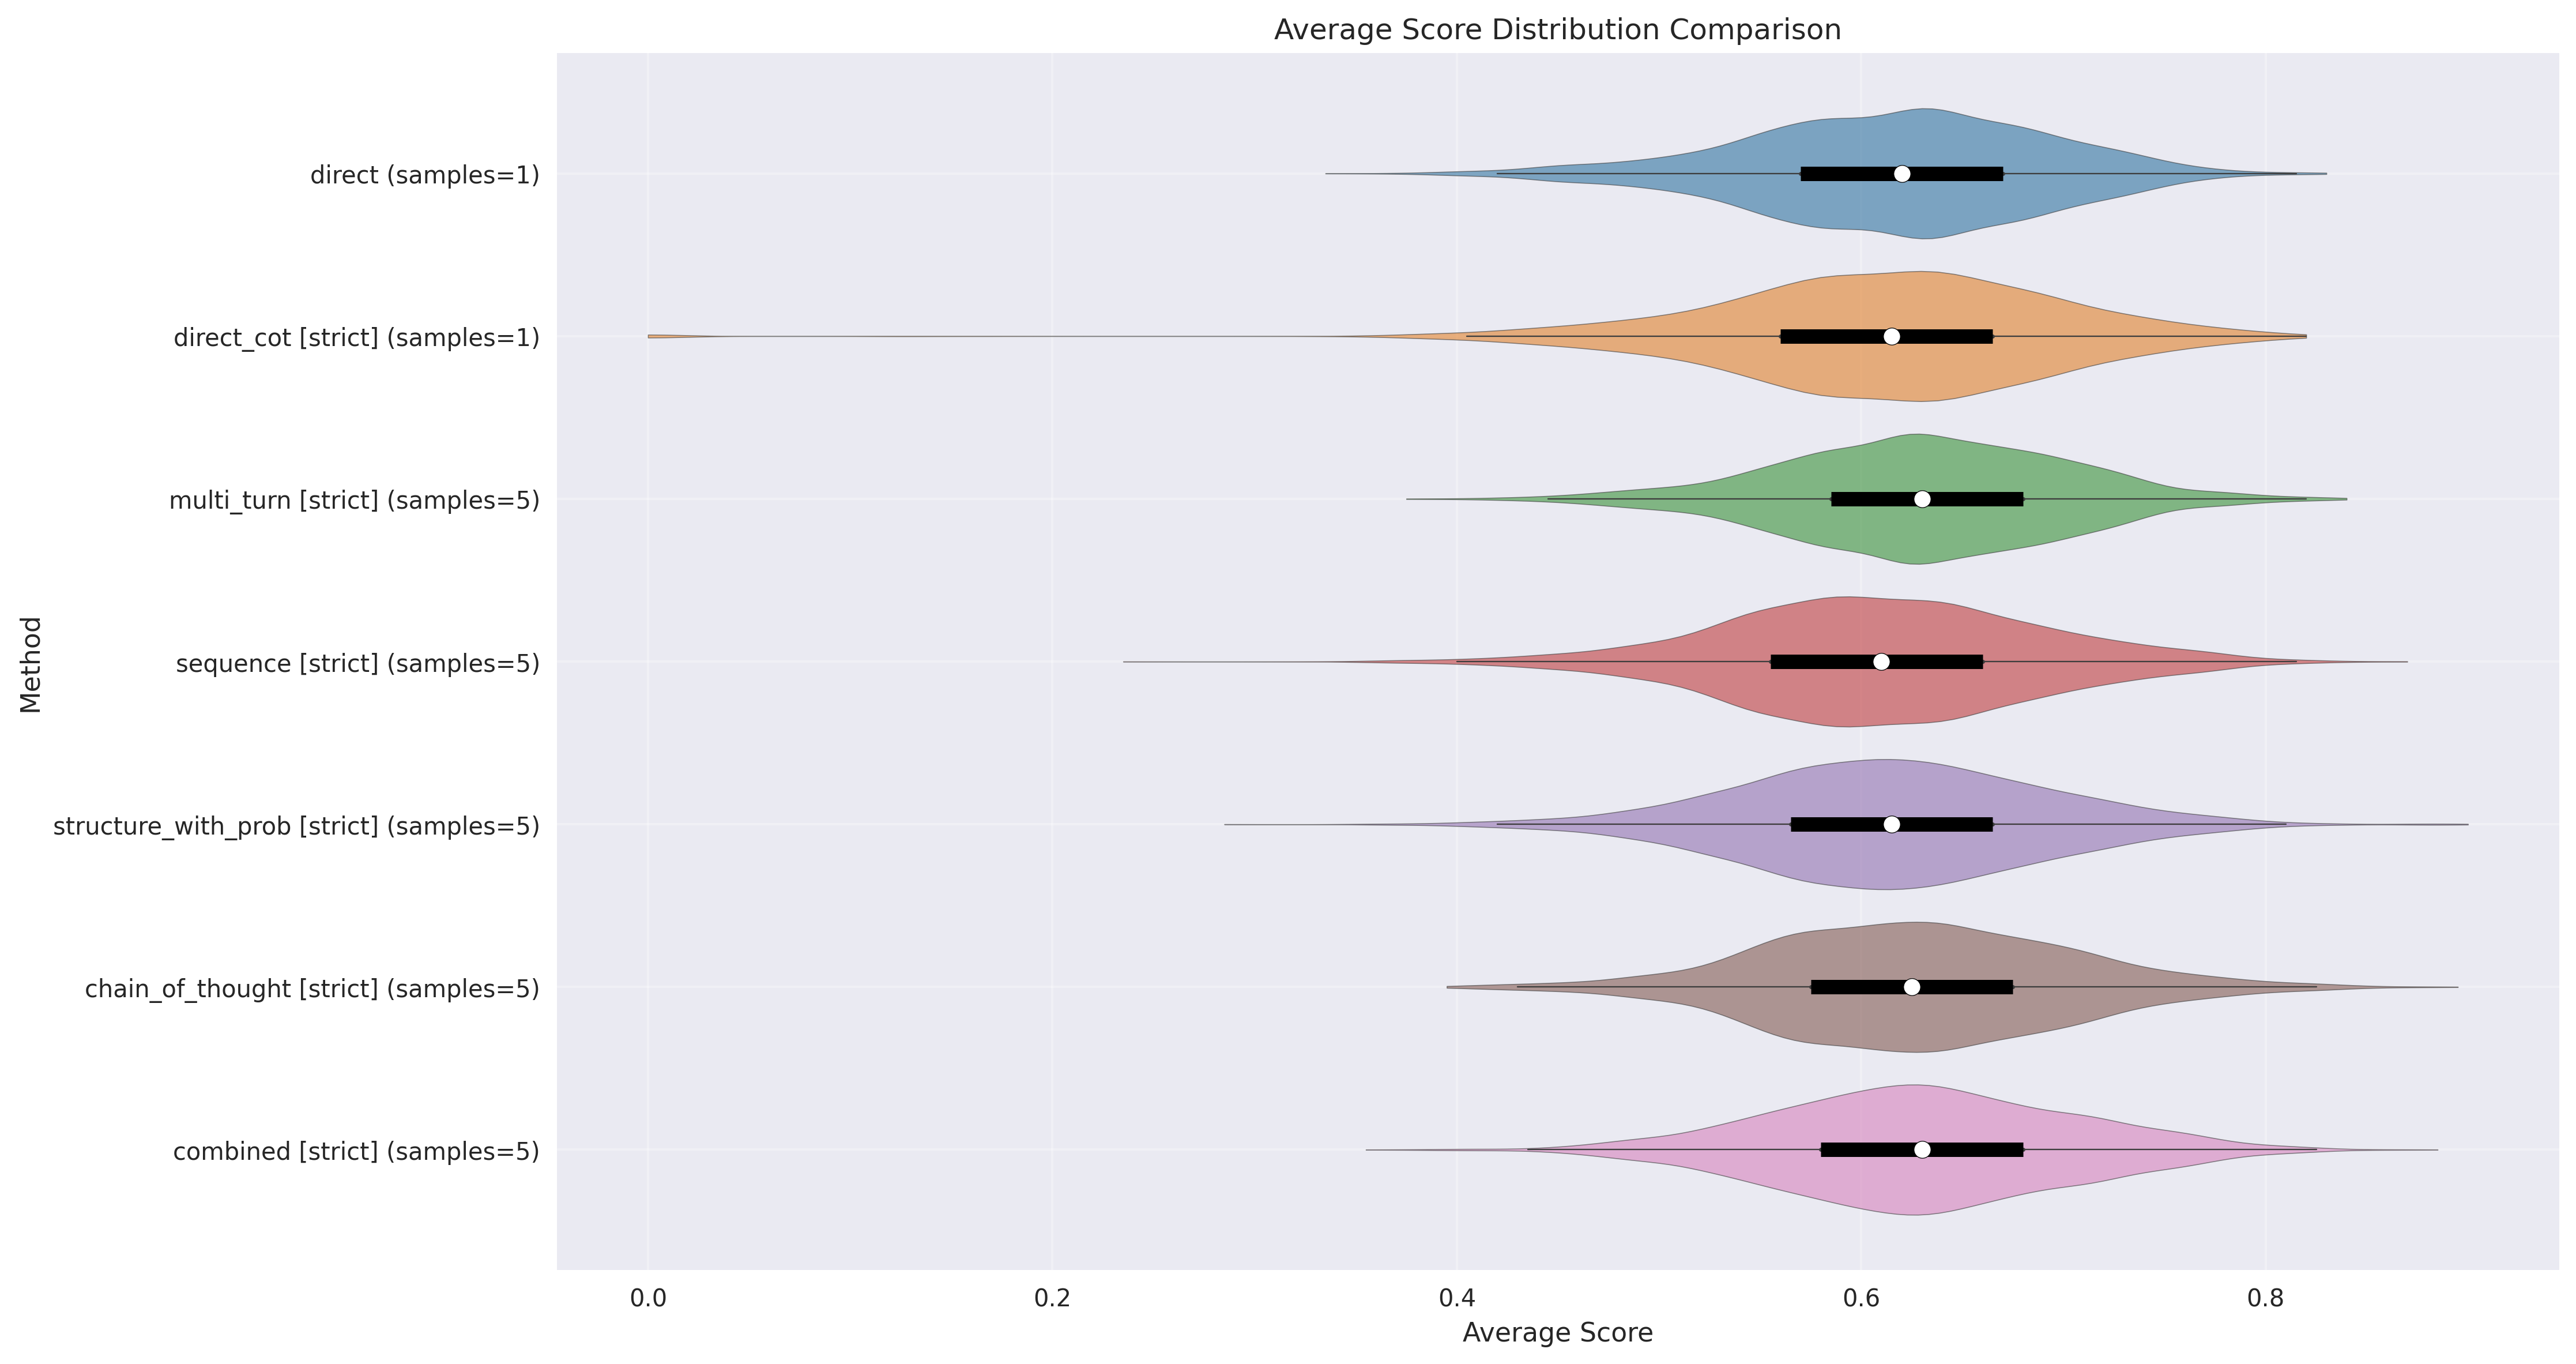 Average Score Distribution Comparison
Method
direct (samples=1)
direct_cot [strict] (samples=1)
multi_turn [strict] (samples=5)
sequence [strict] (samples=5)
structure_with_prob [strict] (samples=5)
chain_of_thought [strict] (samples=5)
combined [strict] (samples=5)
0.0 0.2 0.4 0.6 0.8
Average Score